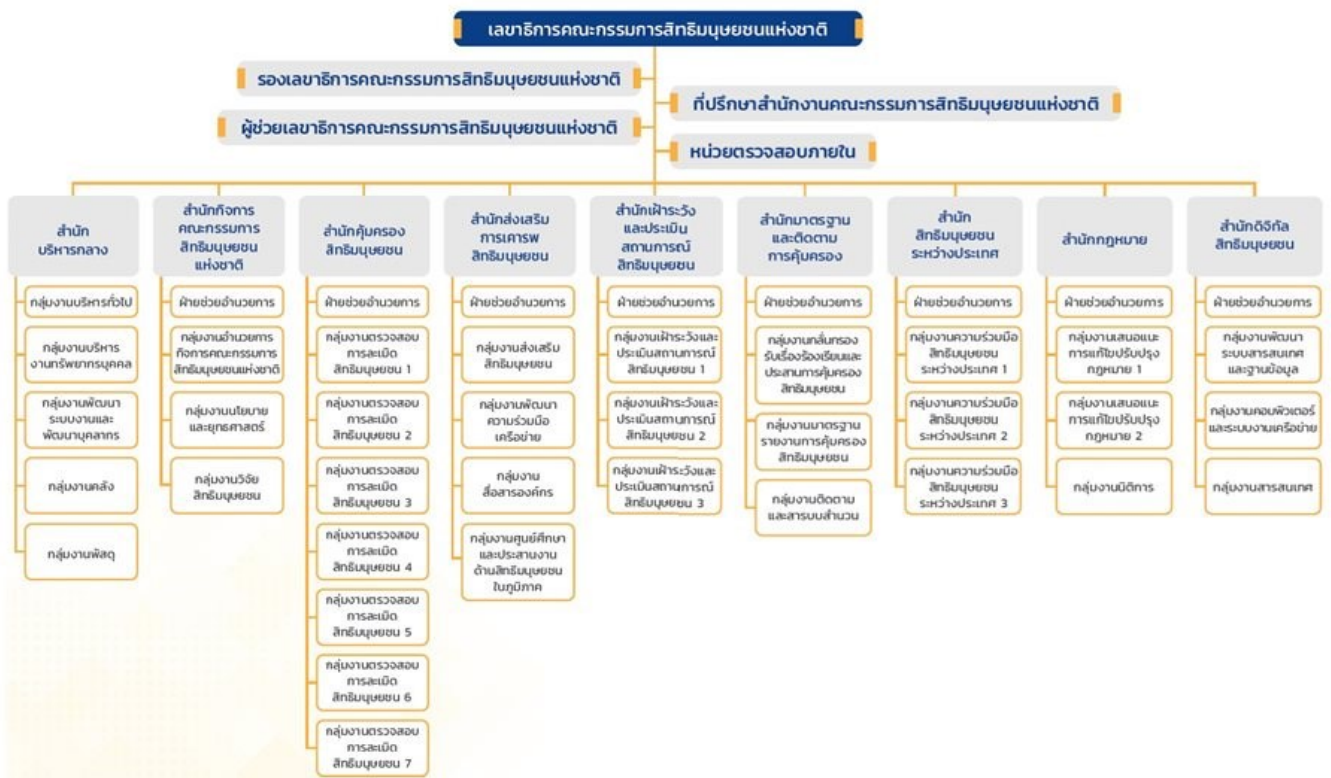 เลขาธิการคณะกรรมการสิทธิมนุษยชนแห่งชาติ
รองเลขาธิการคณะกรรมการสิทธิมนุษยชนแห่งชาติ
ที่ปรึกษาสำนักงานคณะกรรมการสิทธิมนุษยชนแห่งชาติ
ผู้ช่วยเลขาธิการคณะกรรมการสิทธิมนุษยชนแห่งชาติ
หน่วยตรวจสอบภายใน
สำนัก
บริหารกลาง
กลุ่มงานบริหารทั่วไป
กลุ่มงานบริหาร
งานทรัพยากรบุคคล
กลุ่มงานพัฒนา
ระบบงานและ
พัฒนาบุคลากร
กลุ่มงานคลัง
กลุ่มงานพัสดุ
สำนักกิจการ
คณะกรรมการ
สิทธิมนุษยชน
แห่งชาติ
ฝ่ายช่วยอำนวยการ
กลุ่มงานอำนวยการ
กิจการคณะกรรมการ
สิทธิมนุษยชนแห่งชาติ
กลุ่มงานนโยบาย
และยุทธศาสตร์
กลุ่มงานวิจัย
สิทธิมนุษยชน
สำนักคุ้มครอง
สิทธิมนุษยชน
ฝ่ายช่วยอำนวยการ
กลุ่มงานตรวจสอบ
การละเมิด
สิทธิมนุษยชน 1
กลุ่มงานตรวจสอบ
การละเมิด
สิทธิมนุษยชน 2
กลุ่มงานตรวจสอบ
การละเมิด
สิทธิมนุษยชน 3
กลุ่มงานตรวจสอบ
การละเมิด
สิทธิมนุษยชน 4
กลุ่มงานตรวจสอบ
การละเมิด
สิทธิมนุษยชน 5
กลุ่มงานตรวจสอบ
การละเมิด
สิทธิมนุษยชน 6
กลุ่มงานตรวจสอบ
การละเมิด
สิทธิมนุษยชน 7
สำนักส่งเสริม
การเคารพ
สิทธิมนุษยชน
ฝ่ายช่วยอำนวยการ
กลุ่มงานส่งเสริม
สิทธิมนุษยชน
กลุ่มงานพัฒนา
ความร่วมมือ
เครือข่าย
กลุ่มงาน
สื่อสารองค์กร
กลุ่มงานศูนย์ศึกษา
และประสานงาน
ด้านสิทธิมนุษยชน
ในภูมิภาค
สำนักเฝ้าระวัง
และประเมิน
สถานการณ์
สิทธิมนุษยชน
ฝ่ายช่วยอำนวยการ
กลุ่มงานเฝ้าระวังและ
ประเมินสถานการณ์
สิทธิมนุษยชน 1
กลุ่มงานเฝ้าระวังและ
ประเมินสถานการณ์
สิทธิมนุษยชน 2
กลุ่มงานเฝ้าระวังและ
ประเมินสถานการณ์
สิทธิมนุษยชน 3
สำนักมาตรฐาน
และติดตาม
การคุ้มครอง
ฝ่ายช่วยอำนวยการ
กลุ่มงานกลั่นกรอง
รับเรื่องร้องเรียนและ
ประสานการคุ้มครอง
สิทธิมนุษยชน
กลุ่มงานมาตรฐาน
รายงานการคุ้มครอง
สิทธิมนุษยชน
กลุ่มงานติดตาม
และสารบบสำนวน
สำนัก
สิทธิมนุษยชน
ระหว่างประเทศ
ฝ่ายช่วยอำนวยการ
กลุ่มงานความร่วมมือ
สิทธิมนุษยชน
ระหว่างประเทศ 1
กลุ่มงานความร่วมมือ
สิทธิมนุษยชน
ระหว่างประเทศ 2
กลุ่มงานความร่วมมือ
สิทธิมนุษยชน
ระหว่างประเทศ 3
สำนักกฎหมาย
ฝ่ายช่วยอำนวยการ
กลุ่มงานเสนอแนะ
การแก้ไขปรับปรุง
กฎหมาย 1
กลุ่มงานเสนอแนะ
การแก้ไขปรับปรุง
กฎหมาย 2
กลุ่มงานนิติการ
สำนักดิจิทัล
สิทธิมนุษยชน
ฝ่ายช่วยอำนวยการ
กลุ่มงานพัฒนา
ระบบสารสนเทศ
และฐานข้อมูล
กลุ่มงานคอมพิวเตอร์
และระบบงานเครือข่าย
กลุ่มงานสารสนเทศ